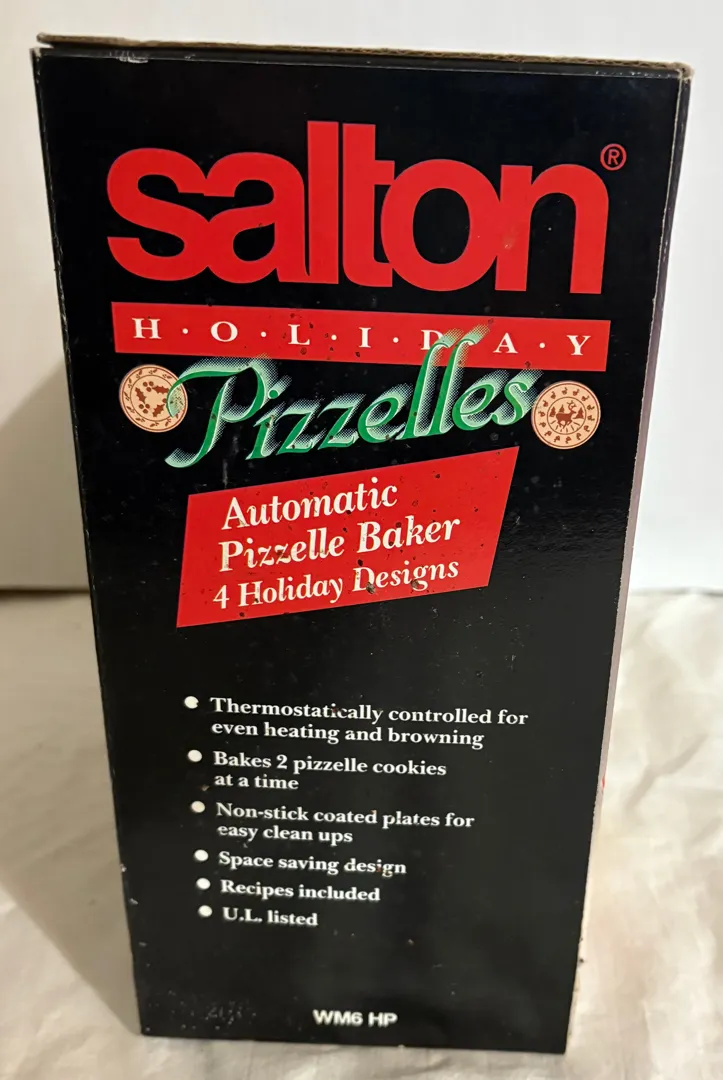 salton®
H·O·L·I·D·A·Y
Pizzelles
Automatic
Pizzelle Baker
4 Holiday Designs
• Thermostatically controlled for
even heating and browning
• Bakes 2 pizzelle cookies
at a time
• Non-stick coated plates for
easy clean ups
• Space saving design
• Recipes included
• U.L. listed
WM6 HP